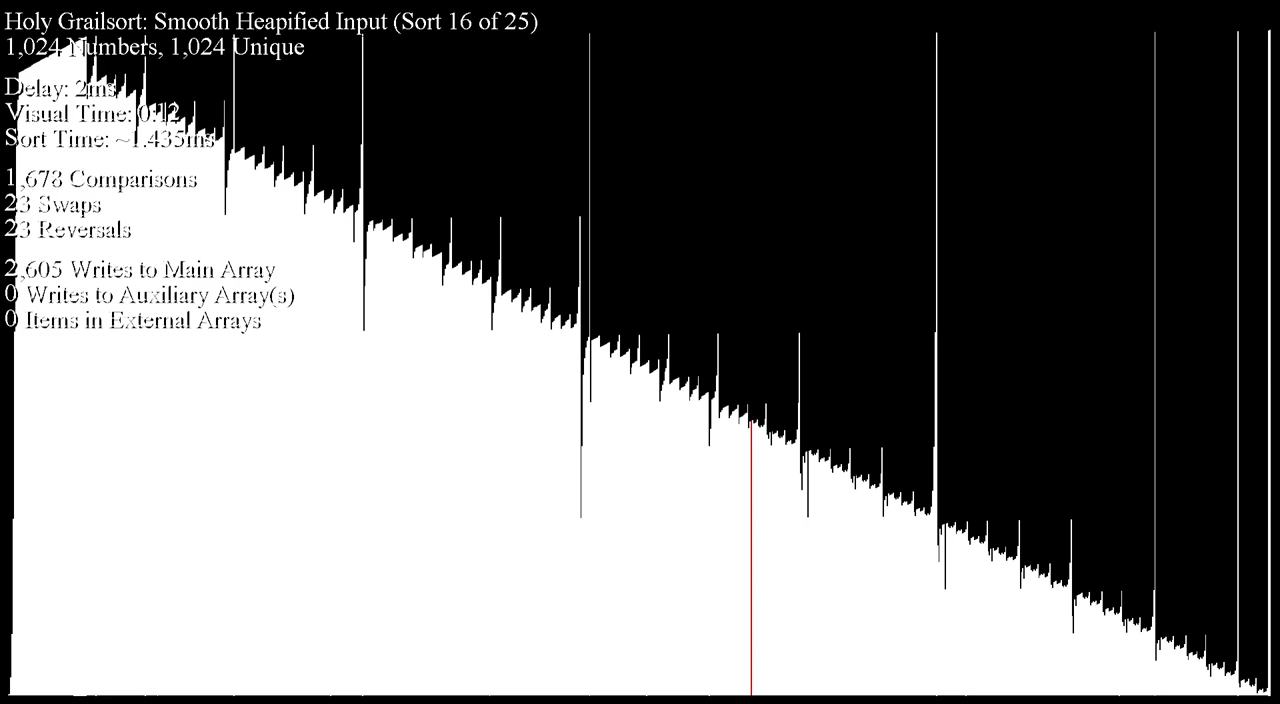 Holy Grailsort: Smooth Heapified Input (Sort 16 of 25)
1,024 Numbers, 1,024 Unique
Delay: 2ms
Visual Time: 0:12
Sort Time: ~1.435ms
1,678 Comparisons
23 Swaps
23 Reversals
2,605 Writes to Main Array
0 Writes to Auxiliary Array(s)
0 Items in External Arrays